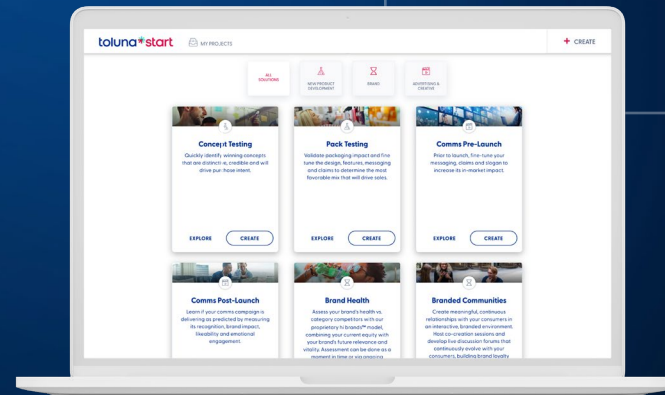 toluna*start
MY PROJECTS
+ CREATE
ALL
SOLUTIONS
NEW PRODUCT
DEVELOPMENT
BRAND
ADVERTISING &
CREATIVE
Concept Testing
Quickly identify winning concepts
that are distinctive, credible and will
drive purchase intent.
EXPLORE
CREATE
Pack Testing
Validate packaging impact and fine
tune the design, features, messaging
and claims to determine the most
favorable mix that will drive sales.
EXPLORE
CREATE
Comms Pre-Launch
Prior to launch, fine-tune your
messaging, claims and slogan to
increase its in-market impact.
EXPLORE
CREATE
Comms Post-Launch
Learn if your comms campaign is
delivering as predicted by measuring
its recognition, brand impact,
likeability and emotional
engagement.
Brand Health
Assess your brand's health vs.
category competitors with our
proprietary hi brands™ model,
combining your current equity with
your brand's future relevance and
vitality. Assessment can be done as a
moment in time or via ongoing
Branded Communities
Create meaningful, continuous
relationships with your consumers in
an interactive, branded environment.
Host co-creation sessions and
develop live discussion forums that
continuously evolve with your
consumers, building brand loyalty